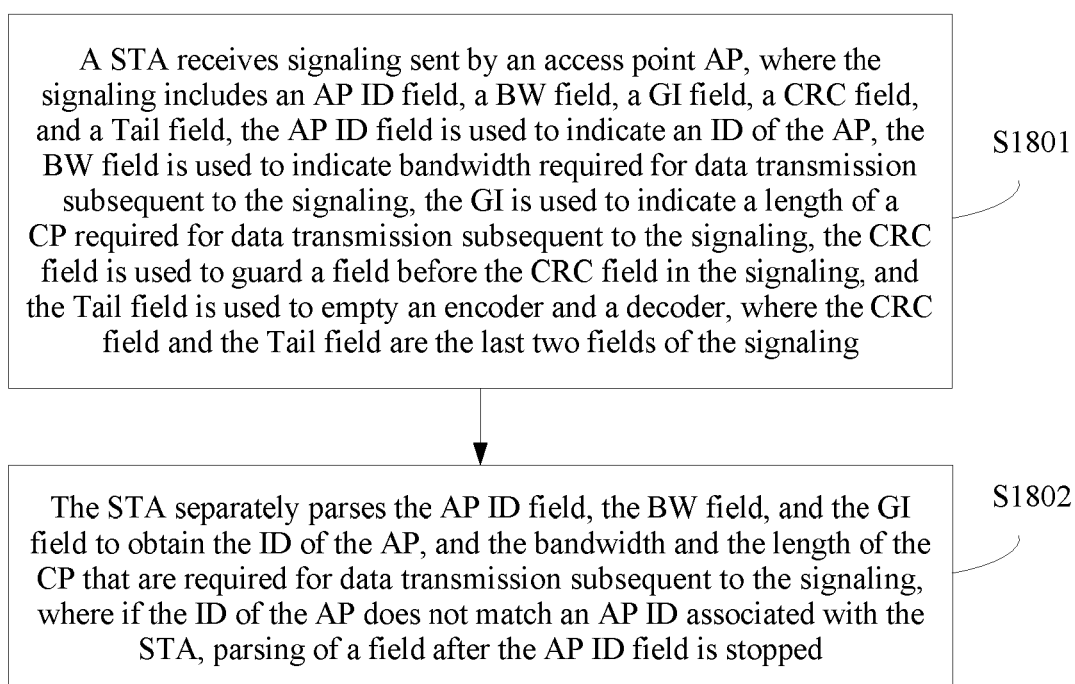 A STA receives signaling sent by an access point AP, where the
signaling includes an AP ID field, a BW field, a GI field, a CRC field,
and a Tail field, the AP ID field is used to indicate an ID of the AP, the
BW field is used to indicate bandwidth required for data transmission
subsequent to the signaling, the GI is used to indicate a length of a
CP required for data transmission subsequent to the signaling, the CRC
field is used to guard a field before the CRC field in the signaling, and
the Tail field is used to empty an encoder and a decoder, where the CRC
field and the Tail field are the last two fields of the signaling
S1801
The STA separately parses the AP ID field, the BW field, and the GI
field to obtain the ID of the AP, and the bandwidth and the length of the
CP that are required for data transmission subsequent to the signaling,
where if the ID of the AP does not match an AP ID associated with the
STA, parsing of a field after the AP ID field is stopped
S1802